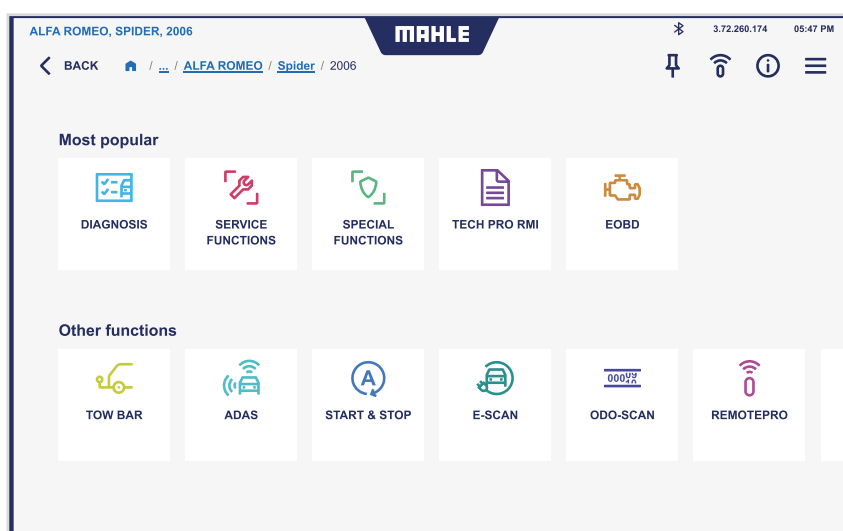 ALFA ROMEO, SPIDER, 2006
MAHLE
3.72.260.174
05:47 PM
BACK / ... / ALFA ROMEO / Spider / 2006
Most popular
DIAGNOSIS
SERVICE
FUNCTIONS
SPECIAL
FUNCTIONS
TECH PRO RMI
EOBD
Other functions
TOW BAR
ADAS
A
START & STOP
E-SCAN
ODO-SCAN
REMOTEPRO